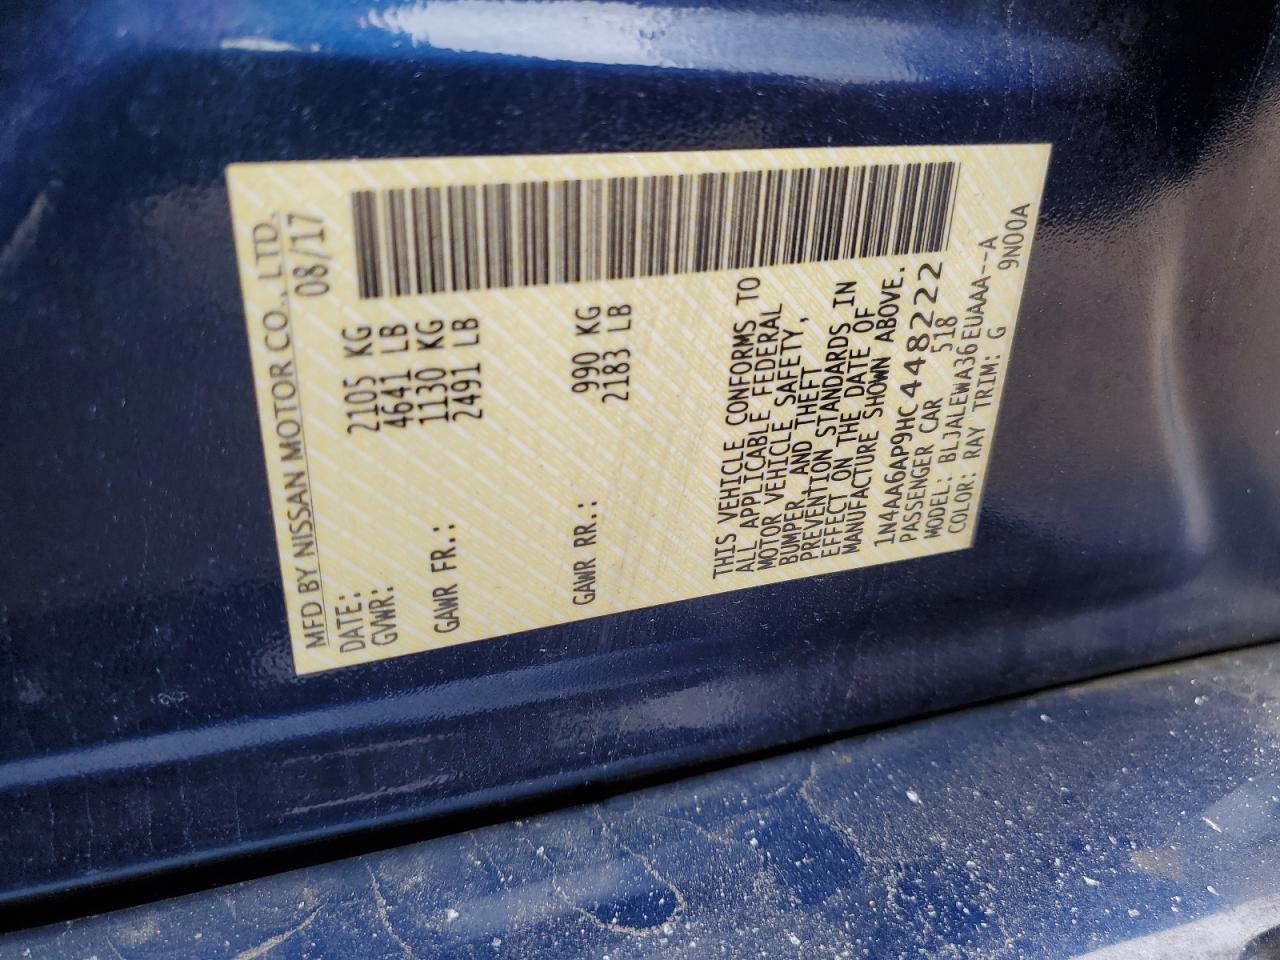 MFD BY NISSAN MOTOR CO., LTD.
DATE: 08/17
GVWR: 2105 KG
4641 LB
GAWR FR.: 1130 KG
2491 LB
GAWR RR.: 990 KG
2183 LB
THIS VEHICLE CONFORMS TO
ALL APPLICABLE FEDERAL
MOTOR VEHICLE SAFETY,
BUMPER, AND THEFT
PREVENTION STANDARDS IN
EFFECT ON THE DATE OF
MANUFACTURE SHOWN ABOVE.
1N4AA6AP9HC448222
PASSENGER CAR 518
MODEL: BLJALEWA36EUAAA--A
COLOR: RAY TRIM: G 9N00A